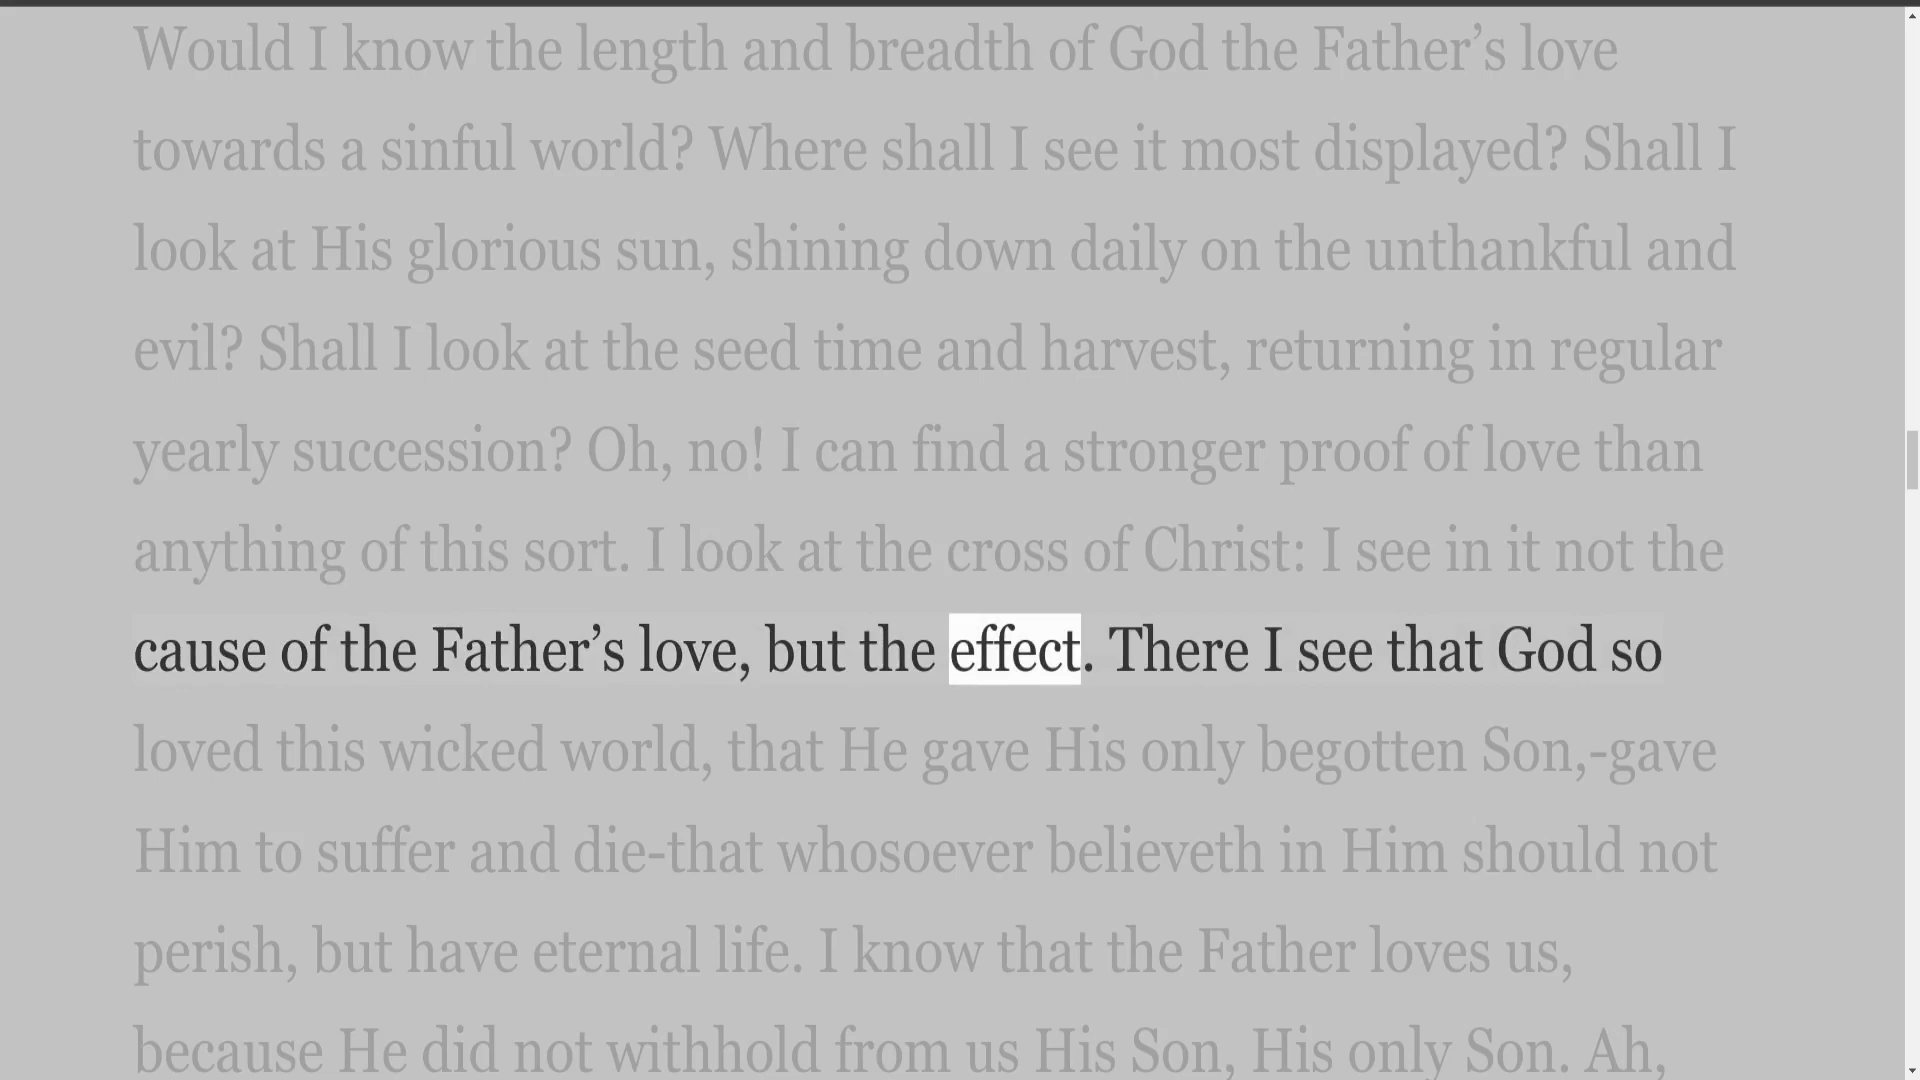 Would I know the length and breadth of God the Father’s love
towards a sinful world? Where shall I see it most displayed? Shall I
look at His glorious sun, shining down daily on the unthankful and
evil? Shall I look at the seed time and harvest, returning in regular
yearly succession? Oh, no! I can find a stronger proof of love than
anything of this sort. I look at the cross of Christ: I see in it not the
cause of the Father’s love, but the effect. There I see that God so
loved this wicked world, that He gave His only begotten Son,-gave
Him to suffer and die-that whosoever believeth in Him should not
perish, but have eternal life. I know that the Father loves us,
because He did not withhold from us His Son, His only Son. Ah,